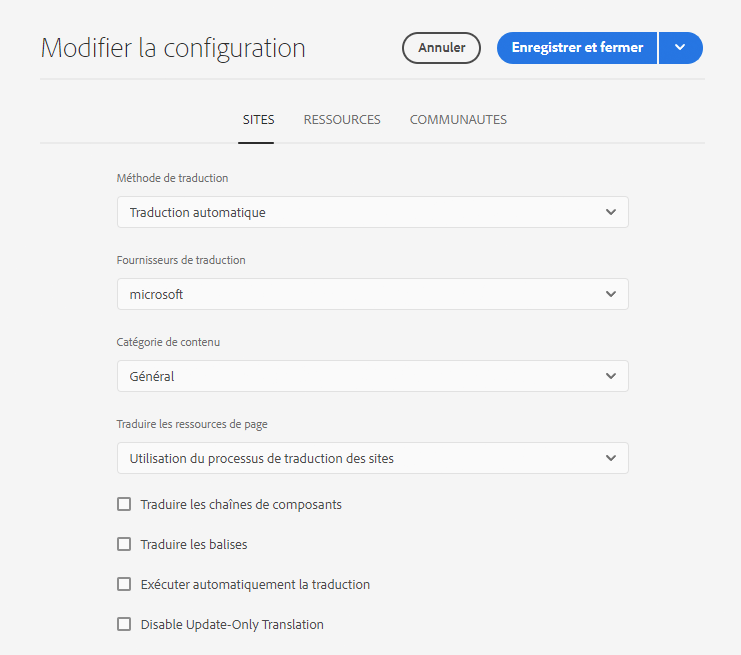 Modifier la configuration
Annuler
Enregistrer et fermer
SITES
RESSOURCES
COMMUNAUTES
Méthode de traduction
Traduction automatique
Fournisseurs de traduction
microsoft
Catégorie de contenu
Général
Traduire les ressources de page
Utilisation du processus de traduction des sites
Traduire les chaînes de composants
Traduire les balises
Exécuter automatiquement la traduction
Disable Update-Only Translation